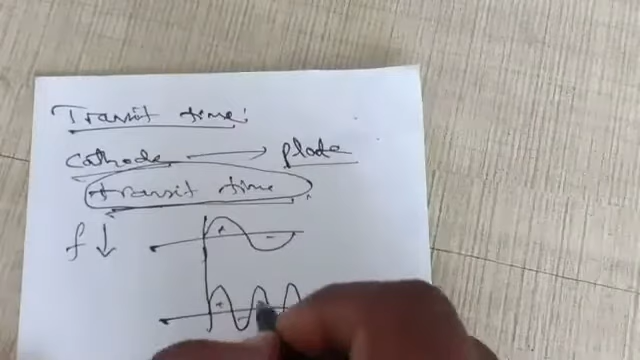 Transit time:
Cathode → plate
transit time
f ↓ + -
+